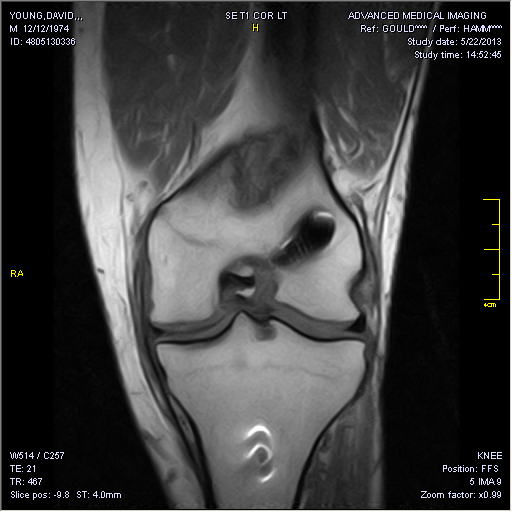 YOUNG,DAVID,,,
M 12/12/1974
ID: 4805130336
SE T1 COR LT
H
ADVANCED MEDICAL IMAGING
Ref: GOULD^^^^ / Perf: HAMM^^^^
Study date: 5/22/2013
Study time: 14:52:45
RA
4cm
W514 / C257
TE: 21
TR: 467
Slice pos: -9.8 ST: 4.0mm
KNEE
Position: FFS
5 IMA 9
Zoom factor: x0.99